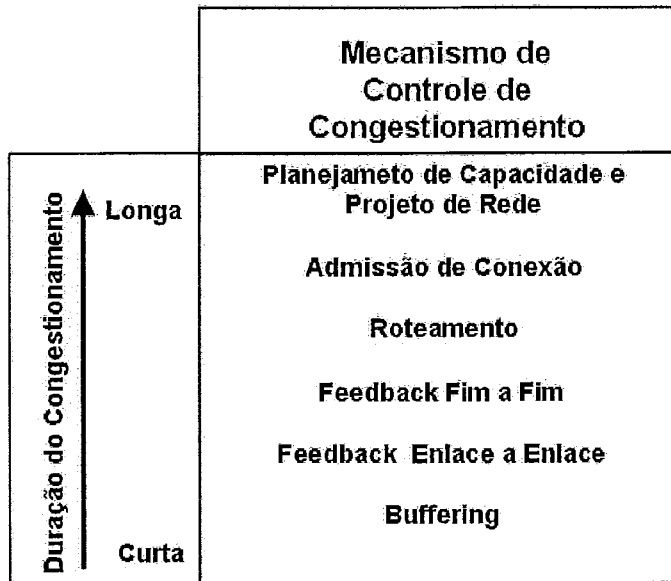 Mecanismo de
Controle de
Congestionamento
Duração do Congestionamento
Longa
Curta
Planejameto de Capacidade e
Projeto de Rede
Admissão de Conexão
Roteamento
Feedback Fim a Fim
Feedback Enlace a Enlace
Buffering